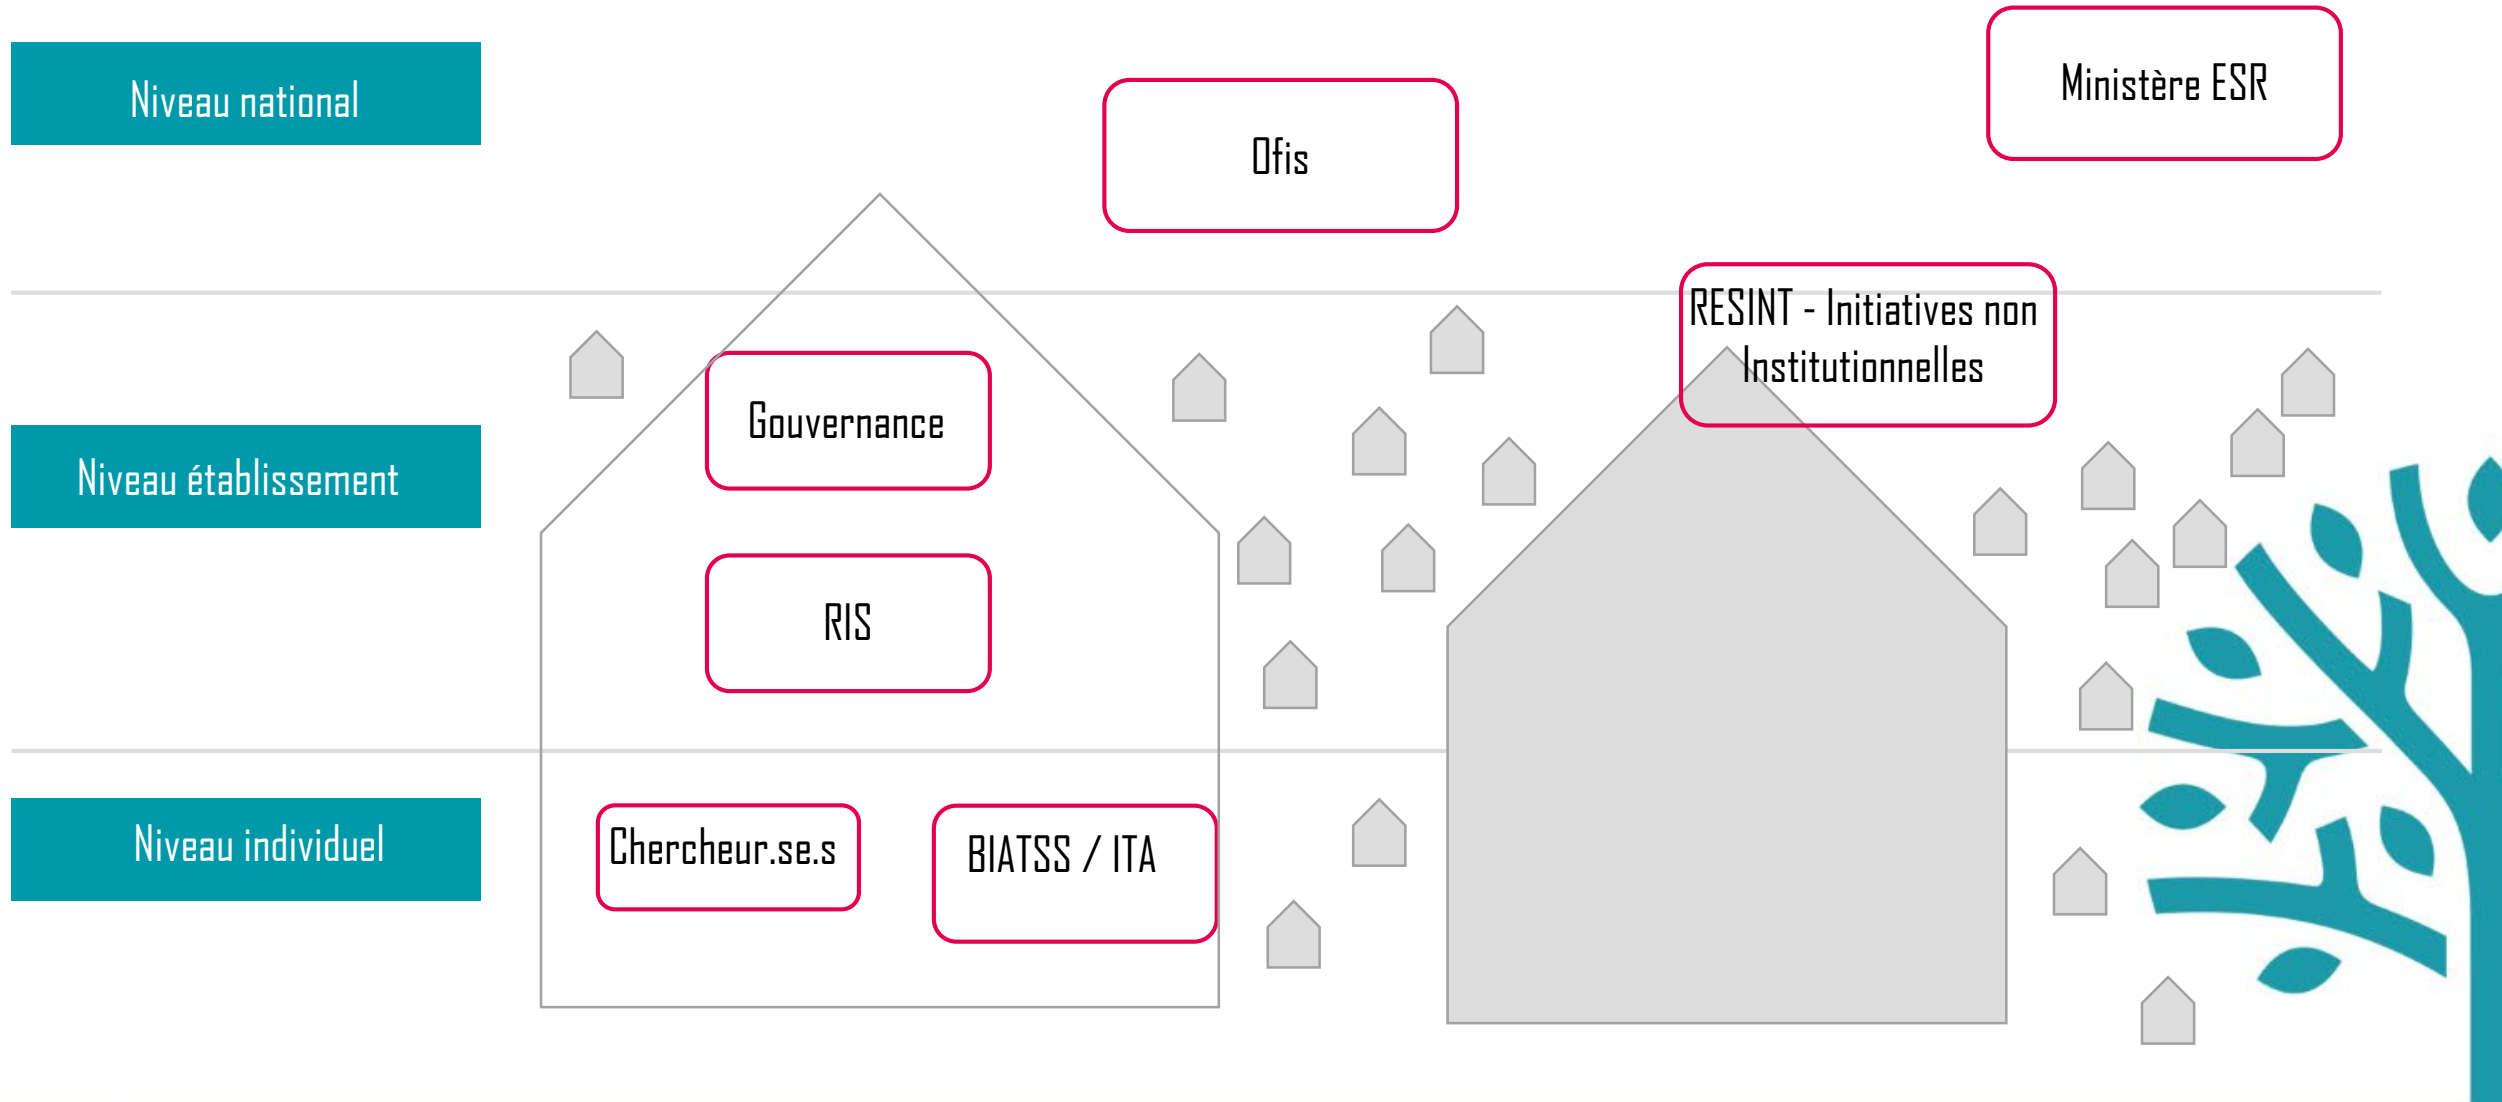 Niveau national
Ministère ESR
Ofis
RESINT - Initiatives non
Institutionnelles
Gouvernance
Niveau établissement
RIS
Niveau individuel
Chercheur.se.s
BIATSS / ITA